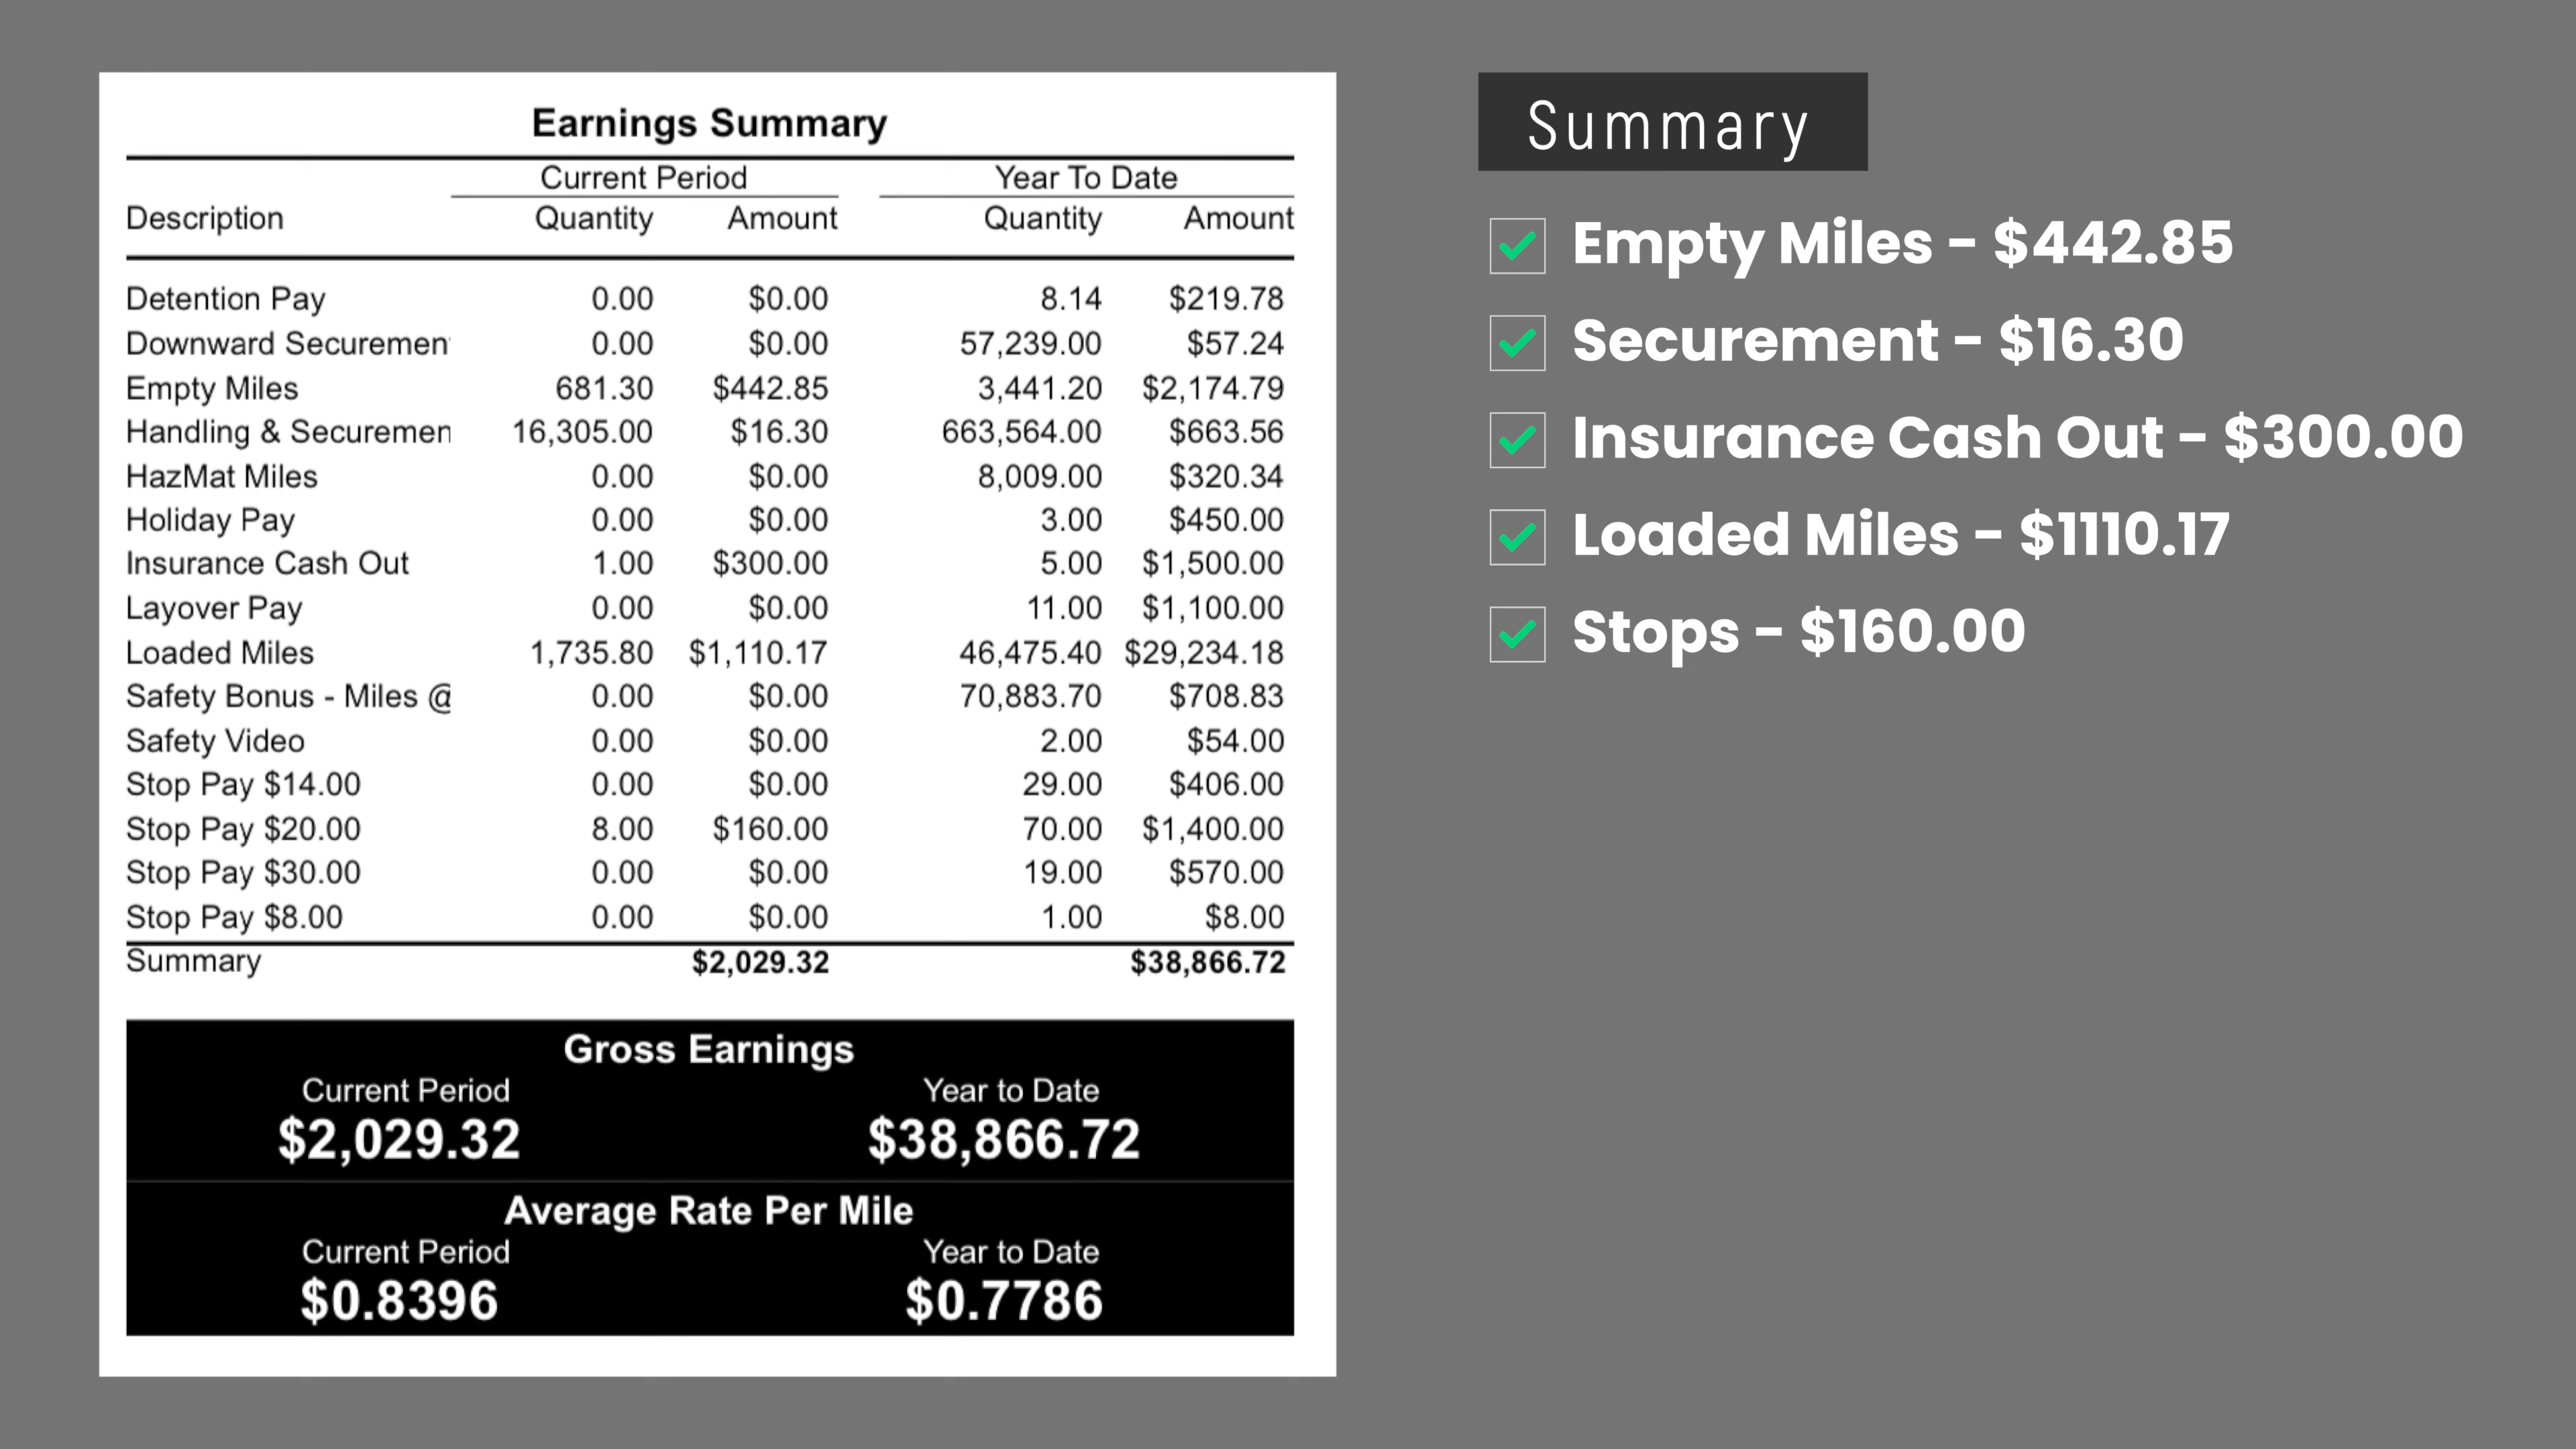 Earnings Summary
Current Period Year To Date
Description Quantity Amount Quantity Amount
Detention Pay 0.00 $0.00 8.14 $219.78
Downward Securemen 0.00 $0.00 57,239.00 $57.24
Empty Miles 681.30 $442.85 3,441.20 $2,174.79
Handling & Securemen 16,305.00 $16.30 663,564.00 $663.56
HazMat Miles 0.00 $0.00 8,009.00 $320.34
Holiday Pay 0.00 $0.00 3.00 $450.00
Insurance Cash Out 1.00 $300.00 5.00 $1,500.00
Layover Pay 0.00 $0.00 11.00 $1,100.00
Loaded Miles 1,735.80 $1,110.17 46,475.40 $29,234.18
Safety Bonus - Miles @ 0.00 $0.00 70,883.70 $708.83
Safety Video 0.00 $0.00 2.00 $54.00
Stop Pay $14.00 0.00 $0.00 29.00 $406.00
Stop Pay $20.00 8.00 $160.00 70.00 $1,400.00
Stop Pay $30.00 0.00 $0.00 19.00 $570.00
Stop Pay $8.00 0.00 $0.00 1.00 $8.00
Summary $2,029.32 $38,866.72
Gross Earnings
Current Period Year to Date
$2,029.32 $38,866.72
Average Rate Per Mile
Current Period Year to Date
$0.8396 $0.7786
Summary
Empty Miles - $442.85
Securement - $16.30
Insurance Cash Out - $300.00
Loaded Miles - $1110.17
Stops - $160.00